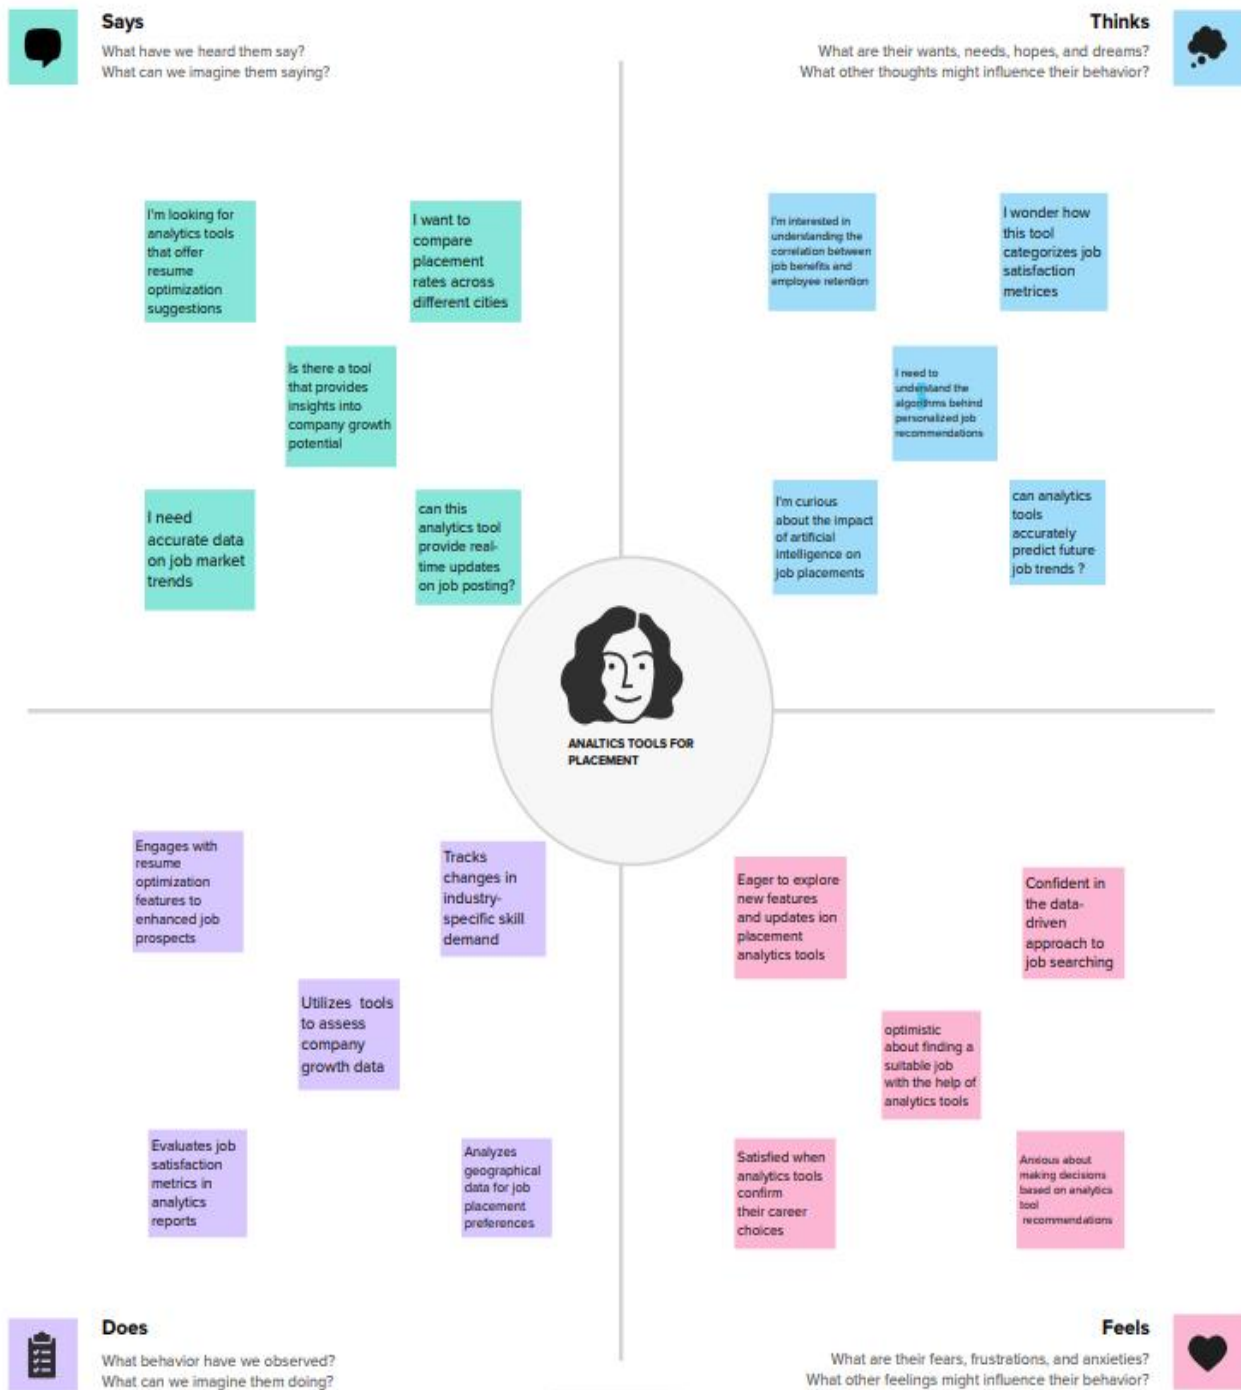 Says
What have we heard them say?
What can we imagine them saying?
Thinks
What are their wants, needs, hopes, and dreams?
What other thoughts might influence their behavior?
I'm looking for
analytics tools
that offer
resume
optimization
suggestions
I want to
compare
placement
rates across
different cities
Is there a tool
that provides
insights into
company growth
potential
I need
accurate data
on job market
trends
can this
analytics tool
provide real-
time updates
on job posting?
I'm interested in
understanding the
correlation between
job benefits and
employee retention
I wonder how
this tool
categorizes job
satisfaction
metrices
I need to
understand the
algorithms behind
personalized job
recommendations
I'm curious
about the impact
of artificial
intelligence on
job placements
can analytics
tools
accurately
predict future
job trends ?
ANALTICS TOOLS FOR
PLACEMENT
Engages with
resume
optimization
features to
enhanced job
prospects
Tracks
changes in
industry-
specific skill
demand
Utilizes tools
to assess
company
growth data
Evaluates job
satisfaction
metrics in
analytics
reports
Analyzes
geographical
data for job
placement
preferences
Eager to explore
new features
and updates ion
placement
analytics tools
Confident in
the data-
driven
approach to
job searching
optimistic
about finding a
suitable job
with the help of
analytics tools
Satisfied when
analytics tools
confirm
their career
choices
Anxious about
making decisions
based on analytics
tool
recommendations
Does
What behavior have we observed?
What can we imagine them doing?
Feels
What are their fears, frustrations, and anxieties?
What other feelings might influence their behavior?